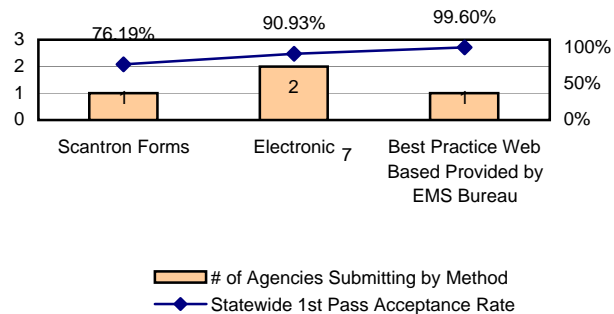 76.19% 90.93% 99.60%
3
2
1
0
100%
50%
0%
1 2 1
Scantron Forms Electronic 7 Best Practice Web
Based Provided by
EMS Bureau
# of Agencies Submitting by Method
Statewide 1st Pass Acceptance Rate